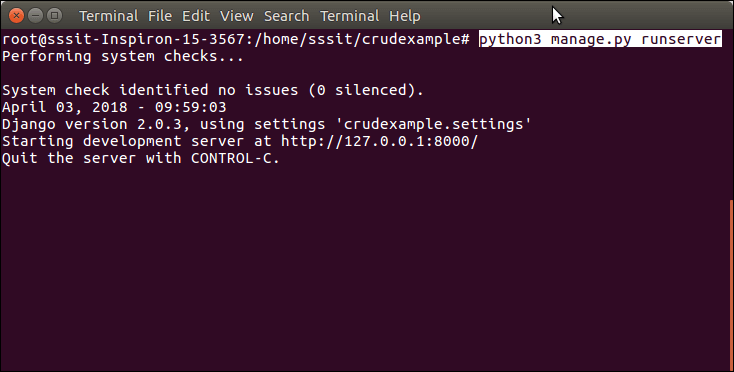 Terminal File Edit View Search Terminal Help
root@sssit-Inspiron-15-3567:/home/sssit/crudexample# python3 manage.py runserver
Performing system checks...
System check identified no issues (0 silenced).
April 03, 2018 - 09:59:03
Django version 2.0.3, using settings 'crudexample.settings'
Starting development server at http://127.0.0.1:8000/
Quit the server with CONTROL-C.